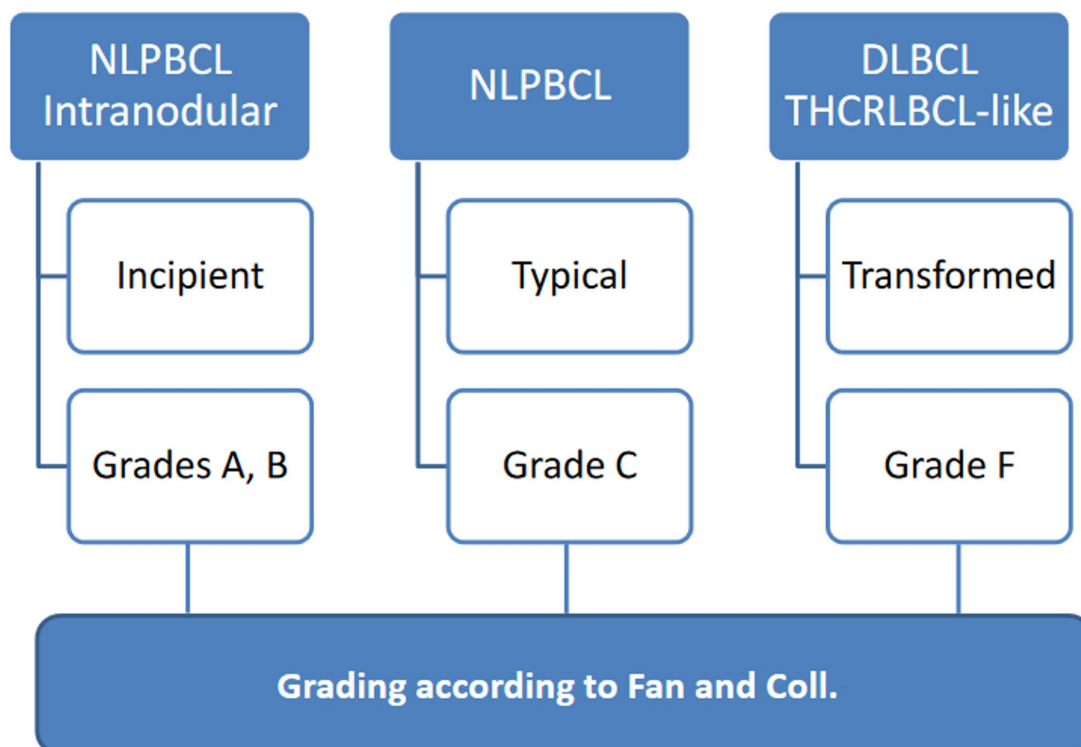 NLPBCL
Intranodular
Incipient
Grades A, B
NLPBCL
Typical
Grade C
DLBCL
THCRLBCL-like
Transformed
Grade F
Grading according to Fan and Coll.